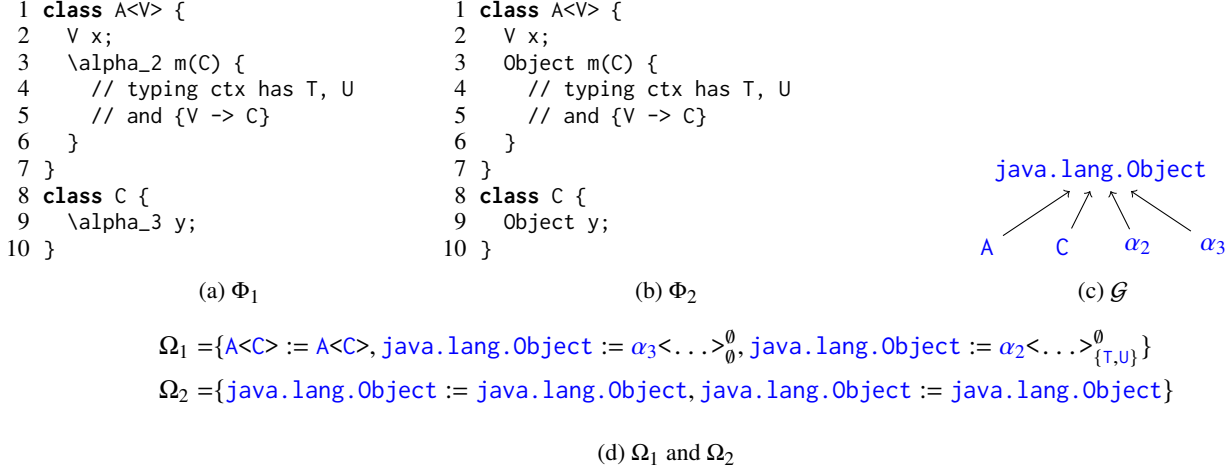 1 class A<V> {
2   V x;
3   \alpha_2 m(C) {
4     // typing ctx has T, U
5     // and {V -> C}
6   }
7 }
8 class C {
9   \alpha_3 y;
10 }
(a) Φ₁
1 class A<V> {
2   V x;
3   Object m(C) {
4     // typing ctx has T, U
5     // and {V -> C}
6   }
7 }
8 class C {
9   Object y;
10 }
(b) Φ₂
java.lang.Object
A C α₂ α₃
(c) 𝒢
Ω₁ ={A<C> := A<C>, java.lang.Object := α₃<...>^∅_∅, java.lang.Object := α₂<...>^∅_{T,U}}
Ω₂ ={java.lang.Object := java.lang.Object, java.lang.Object := java.lang.Object}
(d) Ω₁ and Ω₂